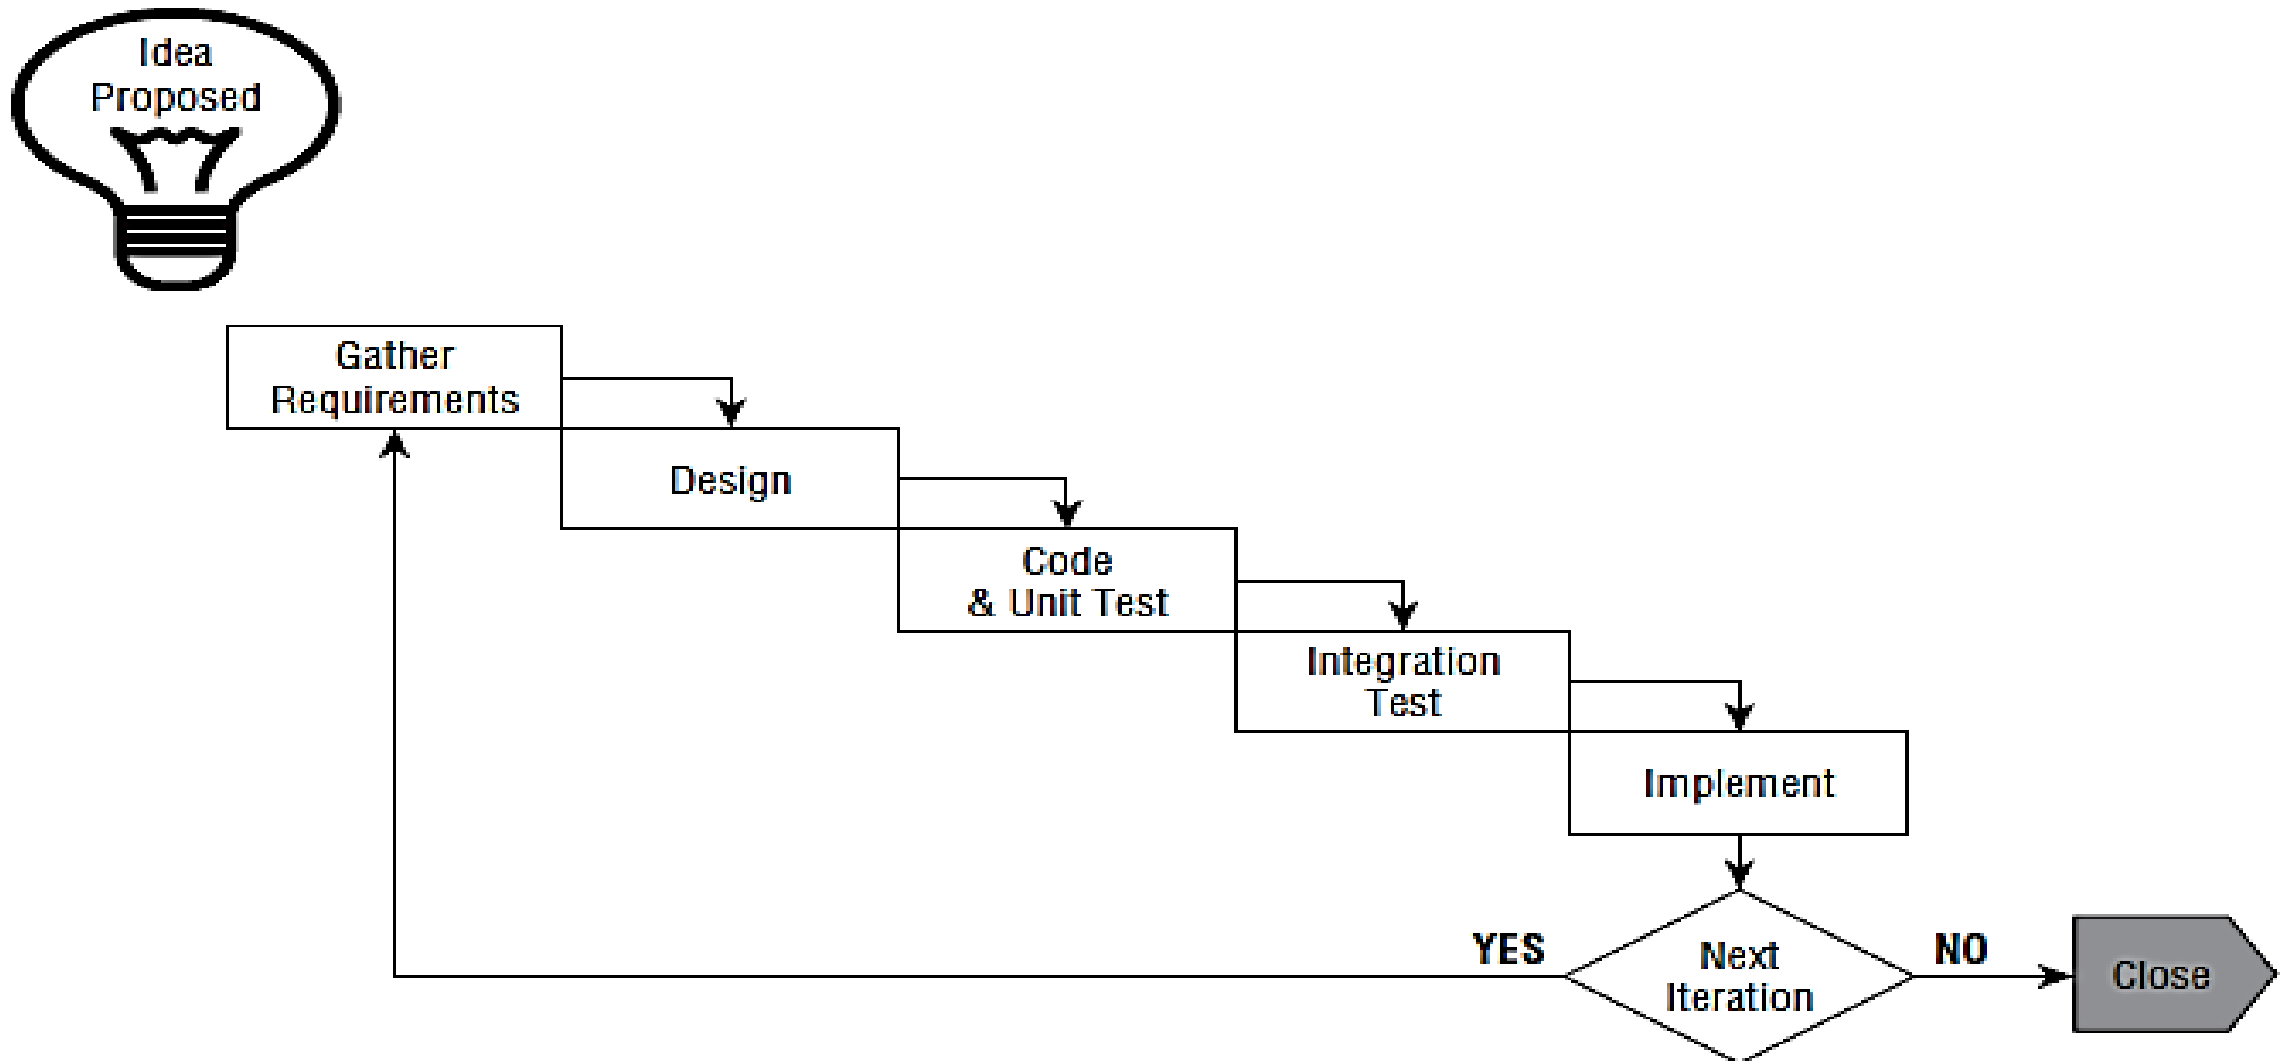 Idea
Proposed
Gather
Requirements
Design
Code
& Unit Test
Integration
Test
Implement
YES
Next
Iteration
NO
Close